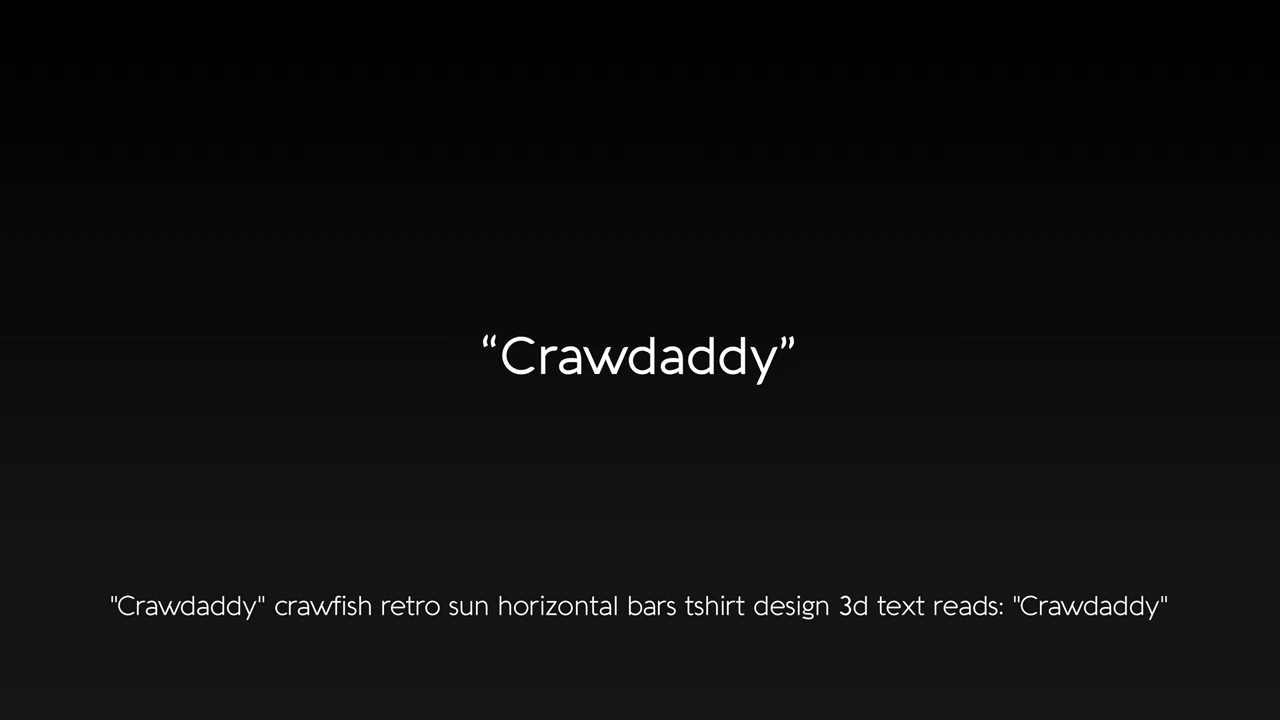 “Crawdaddy”
"Crawdaddy" crawfish retro sun horizontal bars tshirt design 3d text reads: "Crawdaddy"